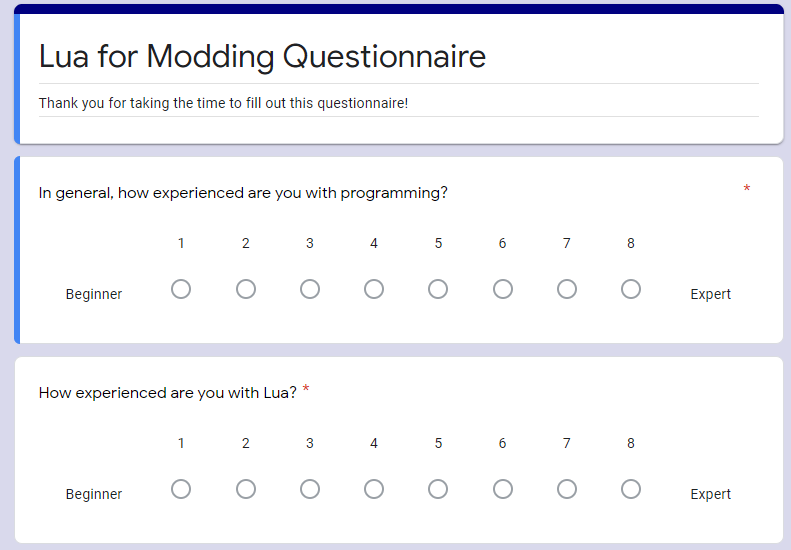 Lua for Modding Questionnaire
Thank you for taking the time to fill out this questionnaire!
In general, how experienced are you with programming? *
1 2 3 4 5 6 7 8
Beginner Expert
How experienced are you with Lua? *
1 2 3 4 5 6 7 8
Beginner Expert